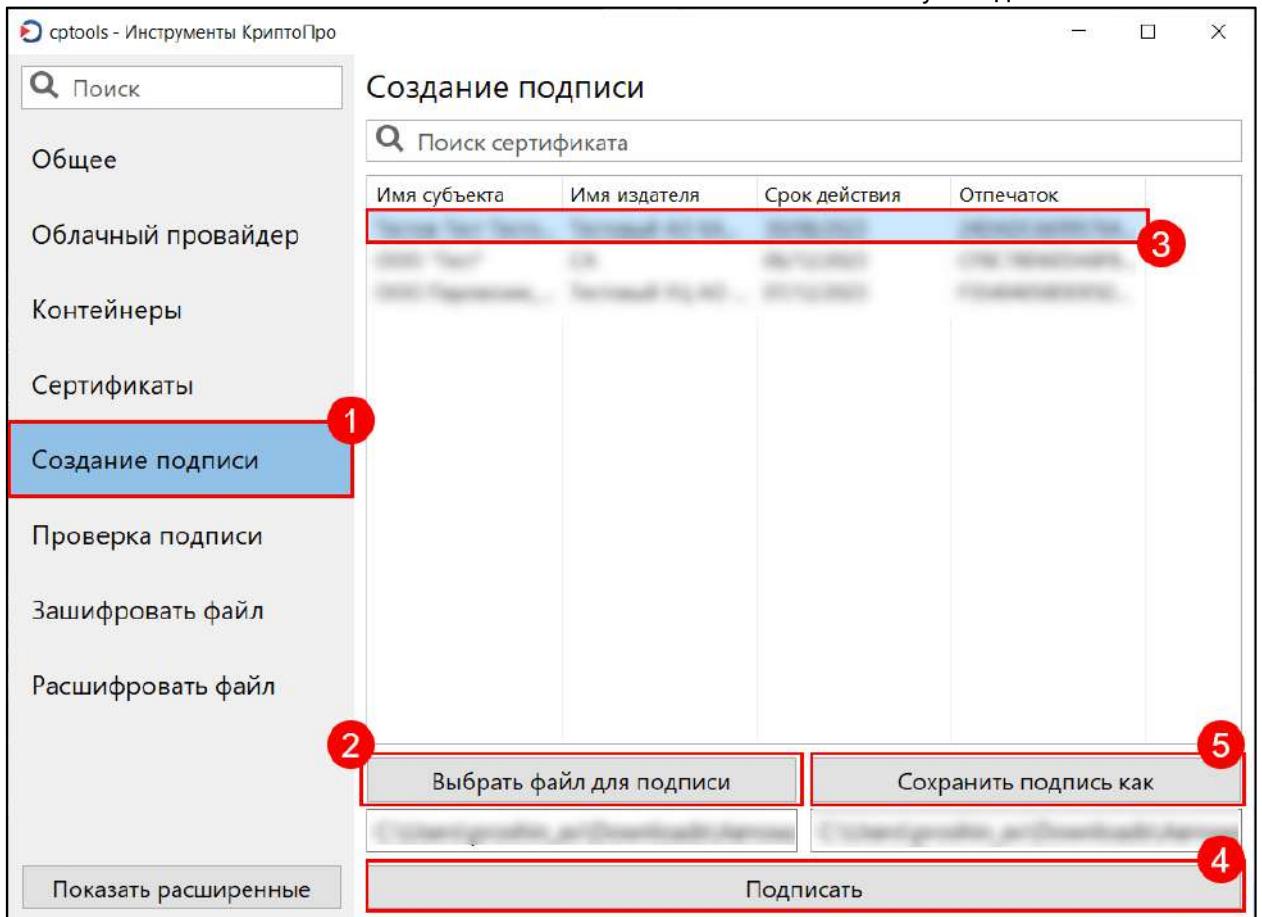 cptools - Инструменты КриптоПро
Поиск
Общее
Облачный провайдер
Контейнеры
Сертификаты
1
Создание подписи
Проверка подписи
Зашифровать файл
Расшифровать файл
Показать расширенные
Создание подписи
Поиск сертификата
Имя субъекта Имя издателя Срок действия Отпечаток
3
2
5
Выбрать файл для подписи Сохранить подпись как
4
Подписать